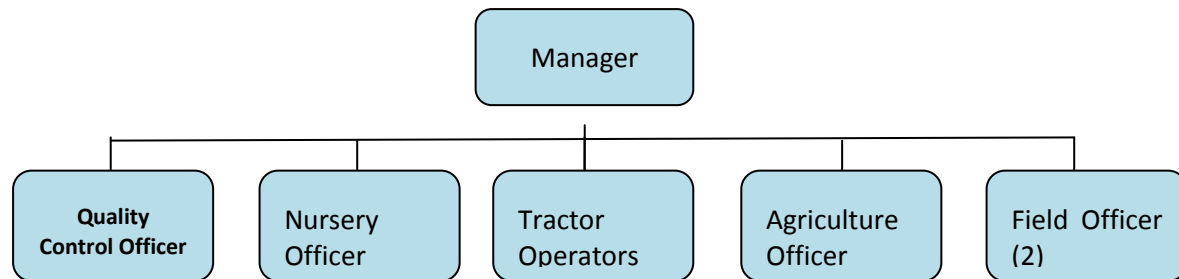 Manager
Quality
Control Officer
Nursery
Officer
Tractor
Operators
Agriculture
Officer
Field Officer
(2)